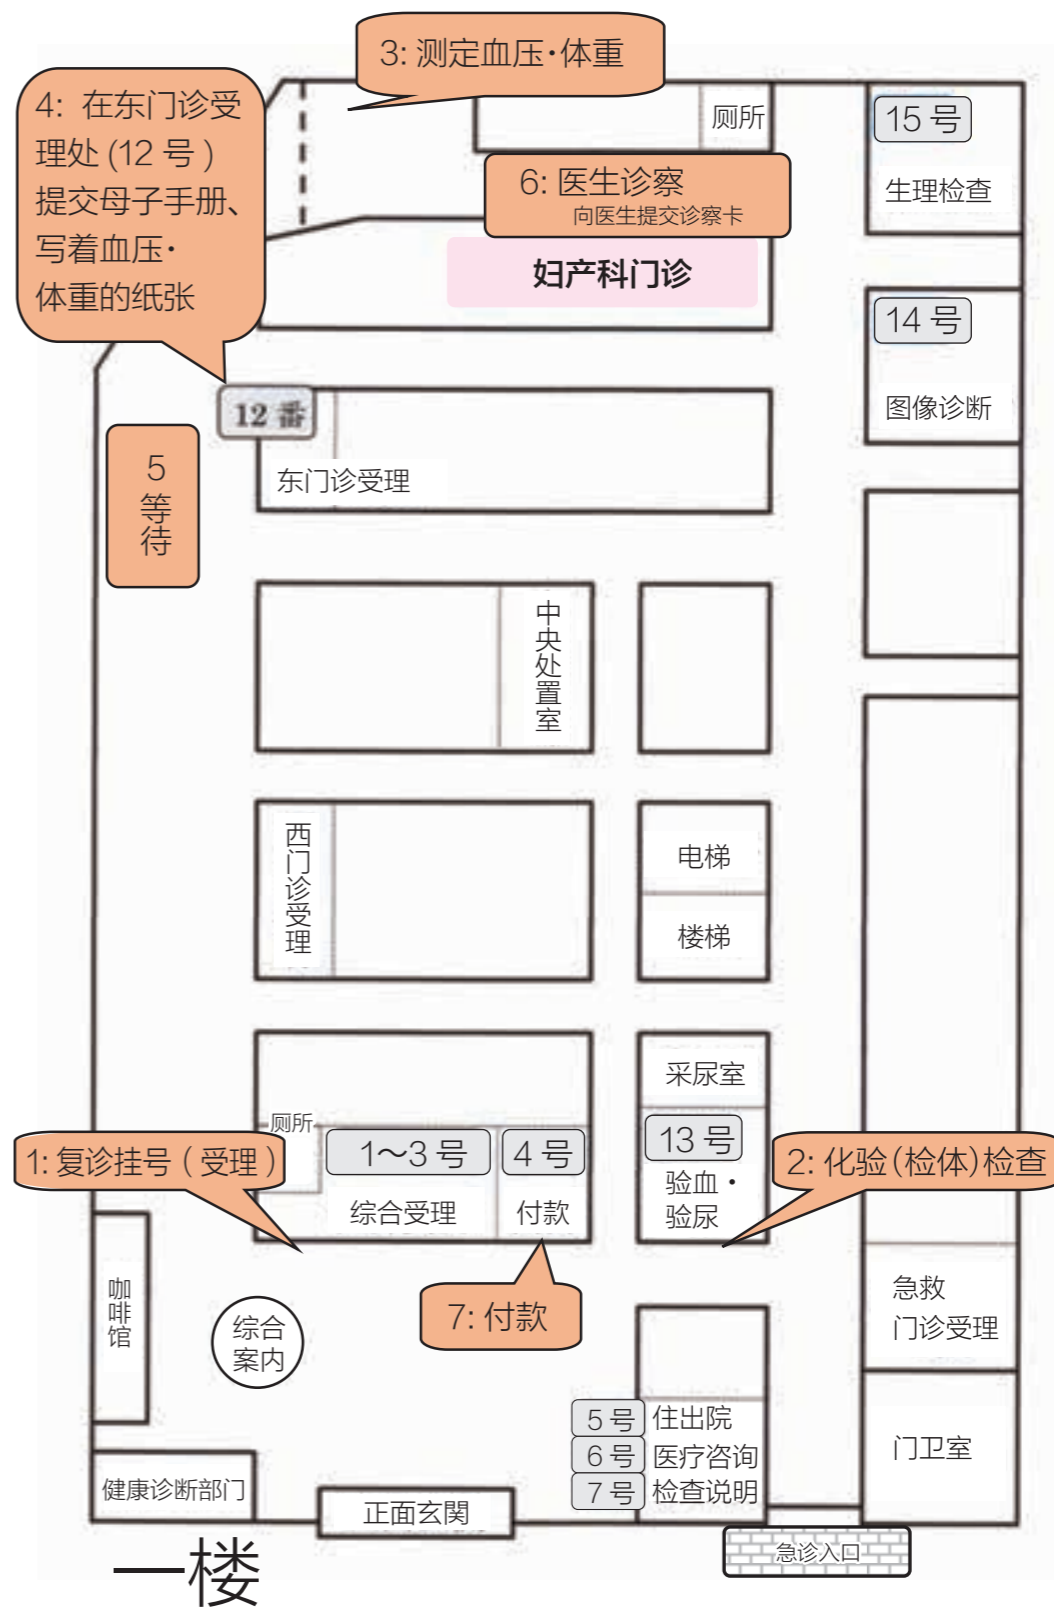 3: 测定血压·体重
4: 在东门诊受
理处 (12 号 )
提交母子手册、
写着血压·
体重的纸张
厕所
15 号
生理检查
6: 医生诊察
向医生提交诊察卡
妇产科门诊
14 号
图像诊断
12 番
东门诊受理
5
等待
中央处置室
西门诊受理
电梯
楼梯
采尿室
厕所
1～3 号
4 号
13 号
1: 复诊挂号 ( 受理 )
2: 化验(检体)检查
综合受理
付款
验血・
验尿
7: 付款
咖啡馆
综合
案内
急救
门诊受理
5 号 住出院
6 号 医疗咨询
7 号 检查说明
门卫室
健康诊断部门
正面玄関
急诊入口
一楼